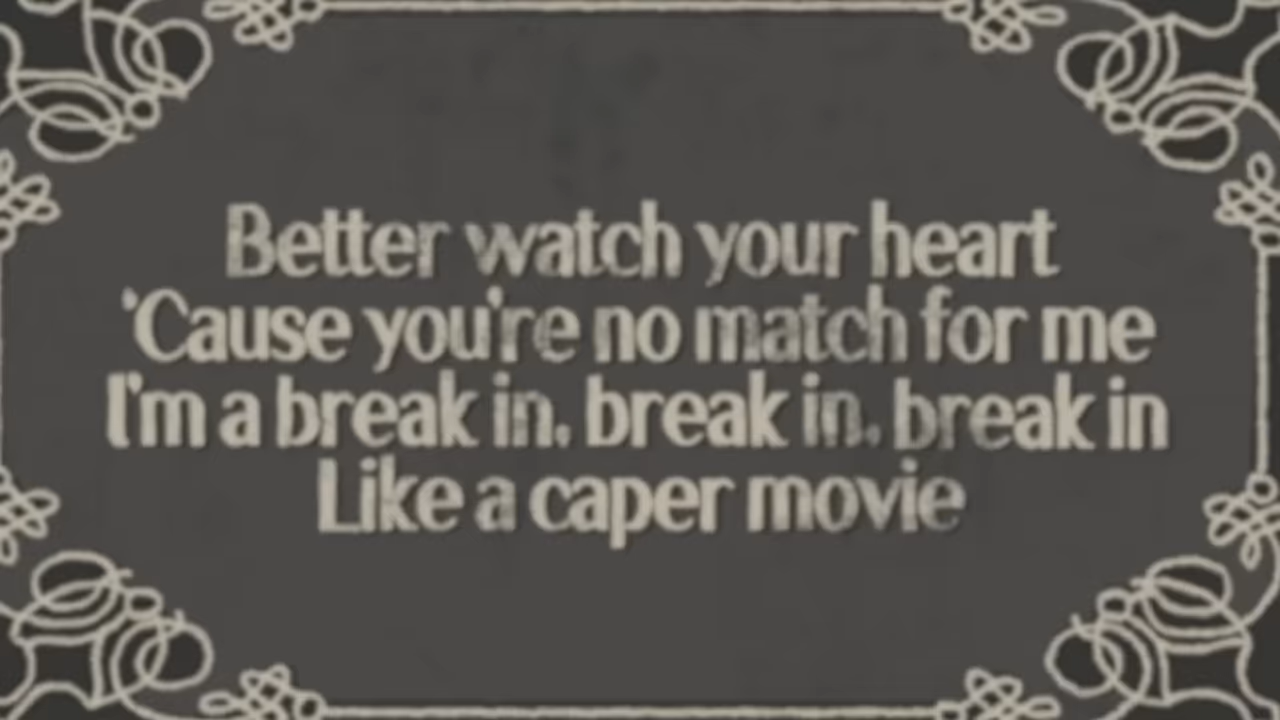 Better watch your heart
'Cause you're no match for me
I'm a break in, break in, break in
Like a caper movie